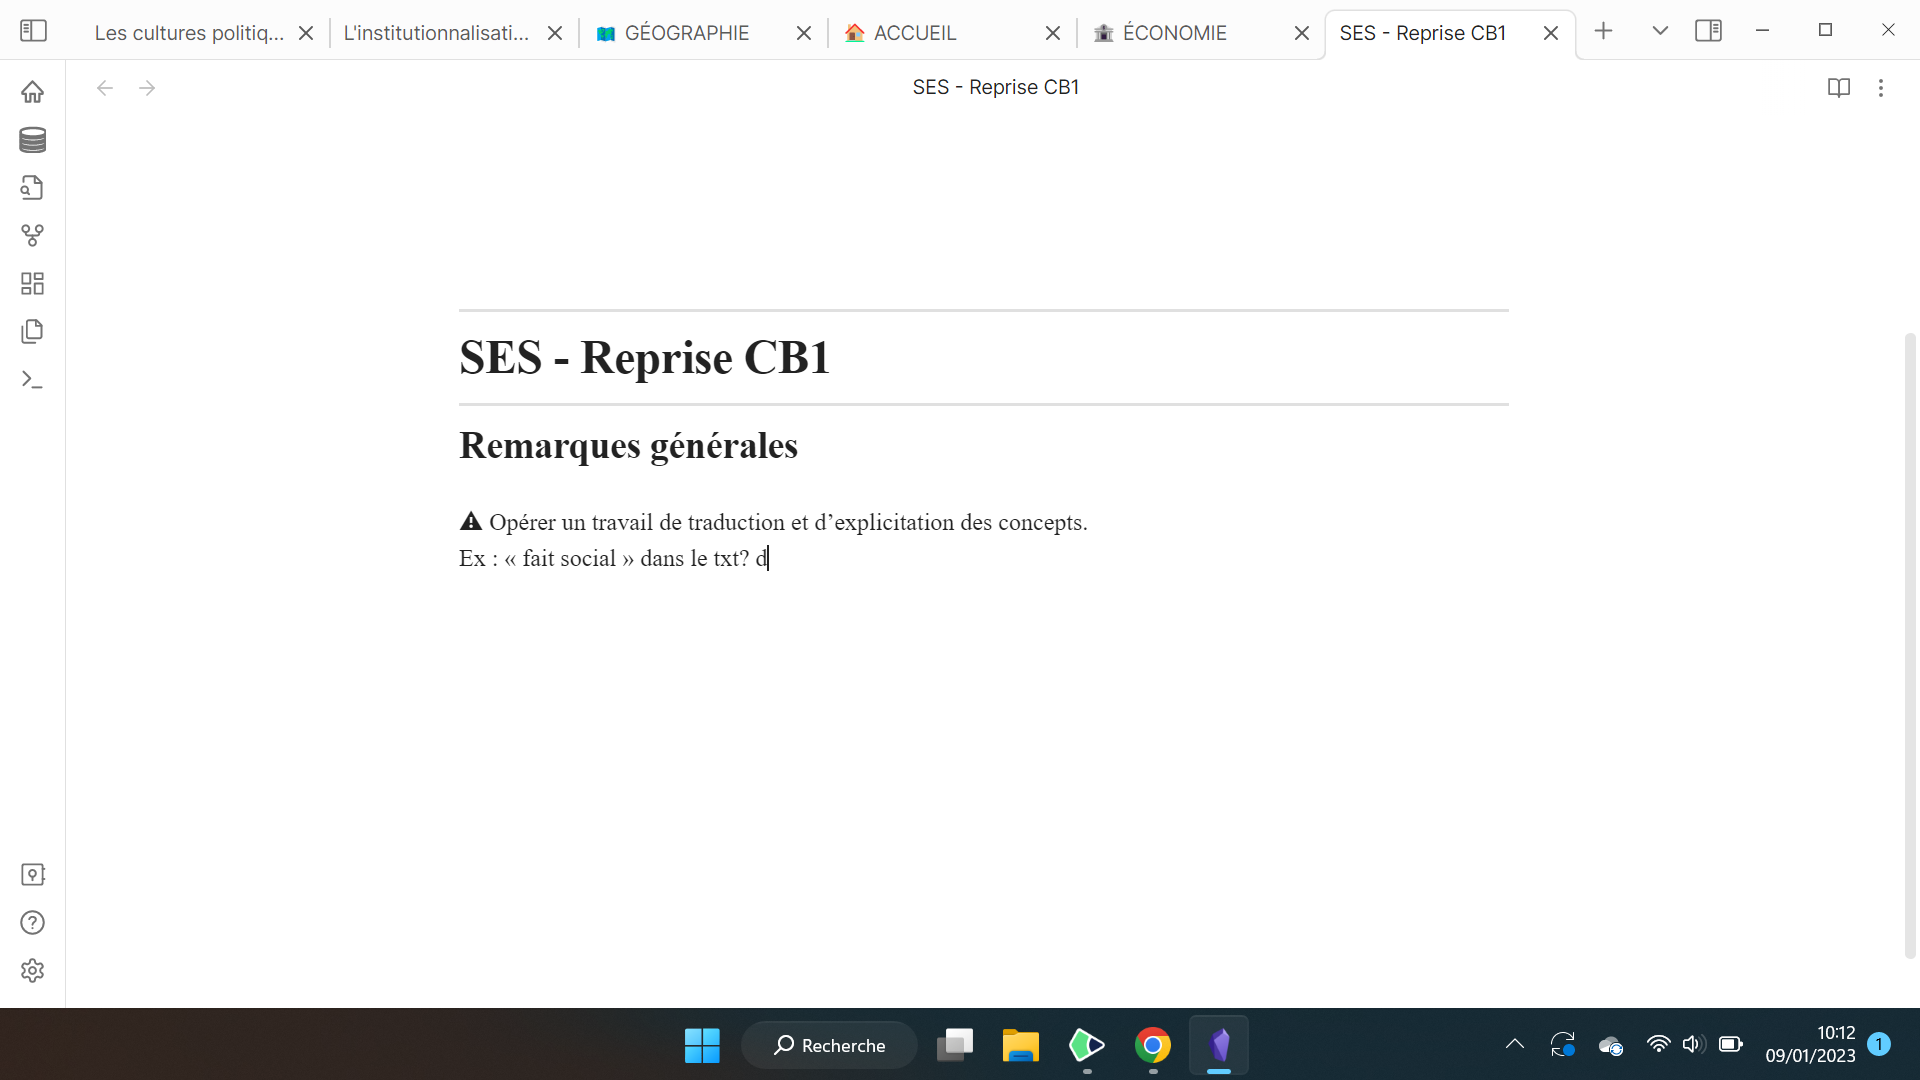 Les cultures politiq...
L'institutionnalisati...
GÉOGRAPHIE
ACCUEIL
ÉCONOMIE
SES - Reprise CB1
SES - Reprise CB1
SES - Reprise CB1
Remarques générales
⚠ Opérer un travail de traduction et d’explicitation des concepts.
Ex : « fait social » dans le txt? d
Recherche
10:12
09/01/2023
1